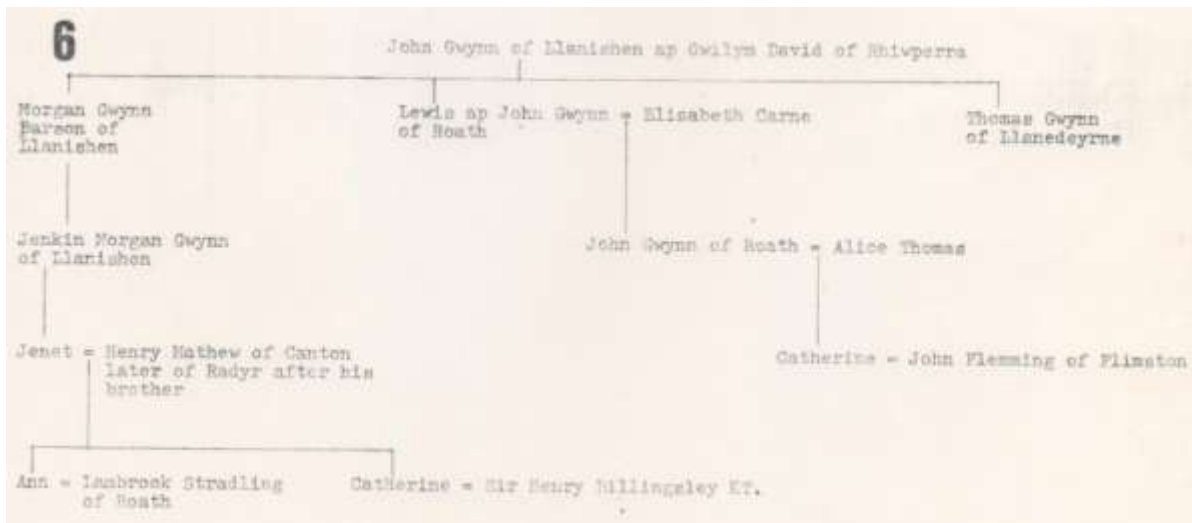 6
John Gwynn of Llanishen ap Gwilym David of Rhiwperra
Morgan Gwynn
Parson of
Llanishen
Lewis ap John Gwynn = Elisabeth Carne
of Roath
Thomas Gwynn
of Llanedeyrne
Jenkin Morgan Gwynn
of Llanishen
John Gwynn of Roath = Alice Thomas
Jenet = Henry Mathew of Canton
later of Radyr after his
brother
Catherine = John Flemming of Flimston
Ann = Lambrook Stradling
of Roath
Catherine = Sir Henry Billingsley KT.